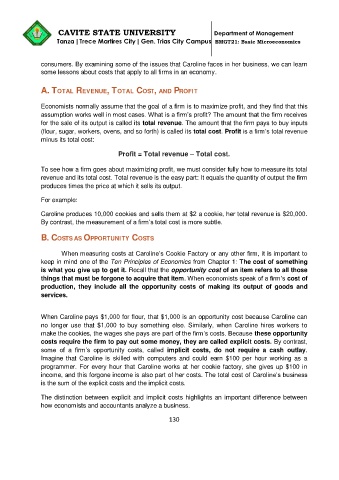 CAVITE STATE UNIVERSITY
Department of Management
Tanza | Trece Martires City | Gen. Trias City Campus
BMGT21: Basic Microeconomics
consumers. By examining some of the issues that Caroline faces in her business, we can learn
some lessons about costs that apply to all firms in an economy.
A. TOTAL REVENUE, TOTAL COST, AND PROFIT
Economists normally assume that the goal of a firm is to maximize profit, and they find that this
assumption works well in most cases. What is a firm's profit? The amount that the firm receives
for the sale of its output is called its total revenue. The amount that the firm pays to buy inputs
(flour, sugar, workers, ovens, and so forth) is called its total cost. Profit is a firm's total revenue
minus its total cost:
Profit = Total revenue – Total cost.
To see how a firm goes about maximizing profit, we must consider fully how to measure its total
revenue and its total cost. Total revenue is the easy part: It equals the quantity of output the firm
produces times the price at which it sells its output.
For example:
Caroline produces 10,000 cookies and sells them at $2 a cookie, her total revenue is $20,000.
By contrast, the measurement of a firm's total cost is more subtle.
B. COSTS AS OPPORTUNITY COSTS
When measuring costs at Caroline's Cookie Factory or any other firm, it is important to
keep in mind one of the Ten Principles of Economics from Chapter 1: The cost of something
is what you give up to get it. Recall that the opportunity cost of an item refers to all those
things that must be forgone to acquire that item. When economists speak of a firm's cost of
production, they include all the opportunity costs of making its output of goods and
services.
When Caroline pays $1,000 for flour, that $1,000 is an opportunity cost because Caroline can
no longer use that $1,000 to buy something else. Similarly, when Caroline hires workers to
make the cookies, the wages she pays are part of the firm's costs. Because these opportunity
costs require the firm to pay out some money, they are called explicit costs. By contrast,
some of a firm's opportunity costs, called implicit costs, do not require a cash outlay.
Imagine that Caroline is skilled with computers and could earn $100 per hour working as a
programmer. For every hour that Caroline works at her cookie factory, she gives up $100 in
income, and this forgone income is also part of her costs. The total cost of Caroline's business
is the sum of the explicit costs and the implicit costs.
The distinction between explicit and implicit costs highlights an important difference between
how economists and accountants analyze a business.
130